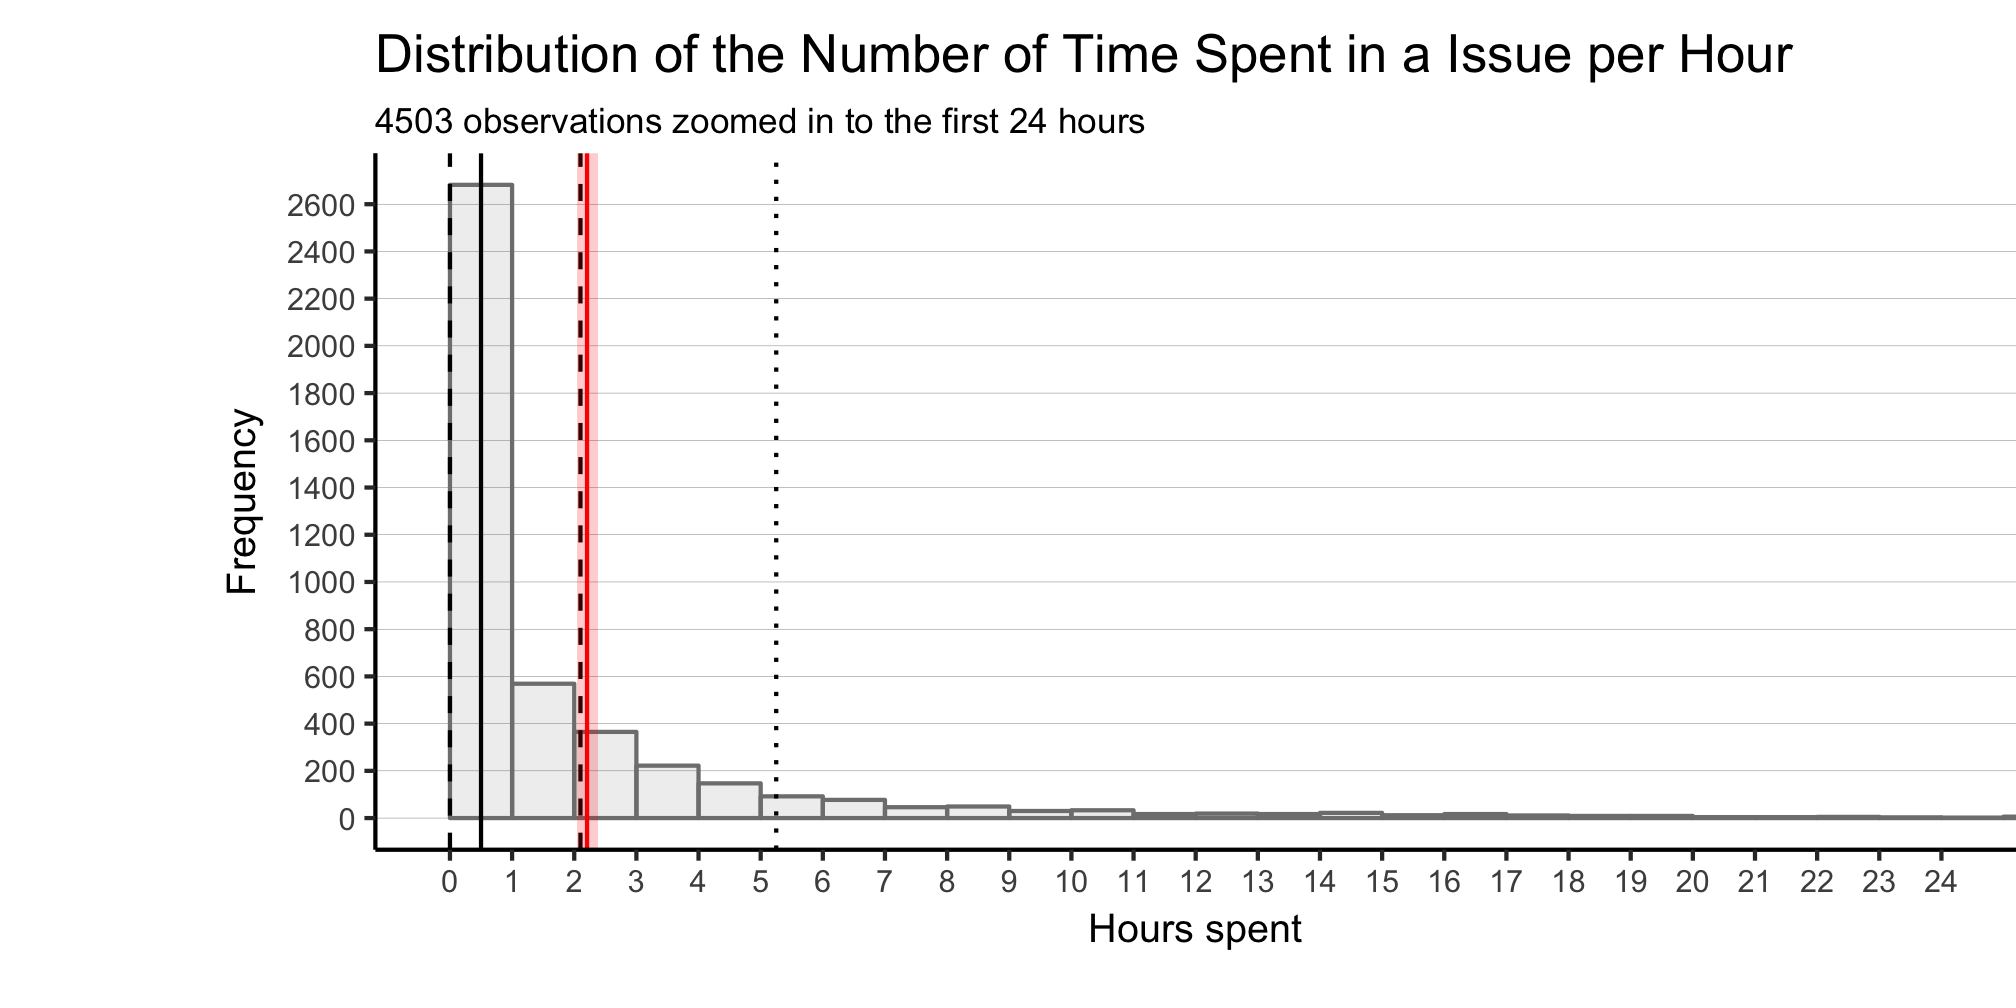 Distribution of the Number of Time Spent in a Issue per Hour
4503 observations zoomed in to the first 24 hours
2600
2400
2200
2000
1800
1600
1400
1200
1000
800
600
400
200
0
Frequency
0 1 2 3 4 5 6 7 8 9 10 11 12 13 14 15 16 17 18 19 20 21 22 23 24
Hours spent